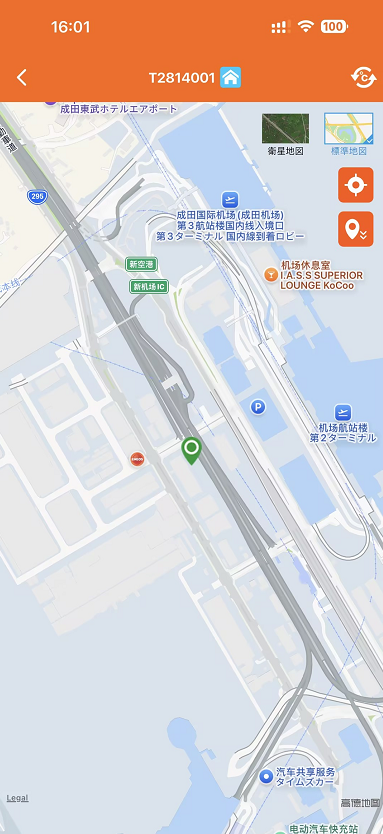 16:01
100
T2814001
°C
成田東武ホテルエアポート
衛星地図
標準地図
295
成田国际机场(成田机场)
第3航站楼国内线入境口
第3ターミナル 国内線到着ロビー
新空港
新机场IC
机场休息室
I.A.S.S SUPERIOR
LOUNGE KoCoo
P
机场航站楼
第2ターミナル
汽车共享服务
タイムズカー
Legal
高德地图
电动汽车快充站